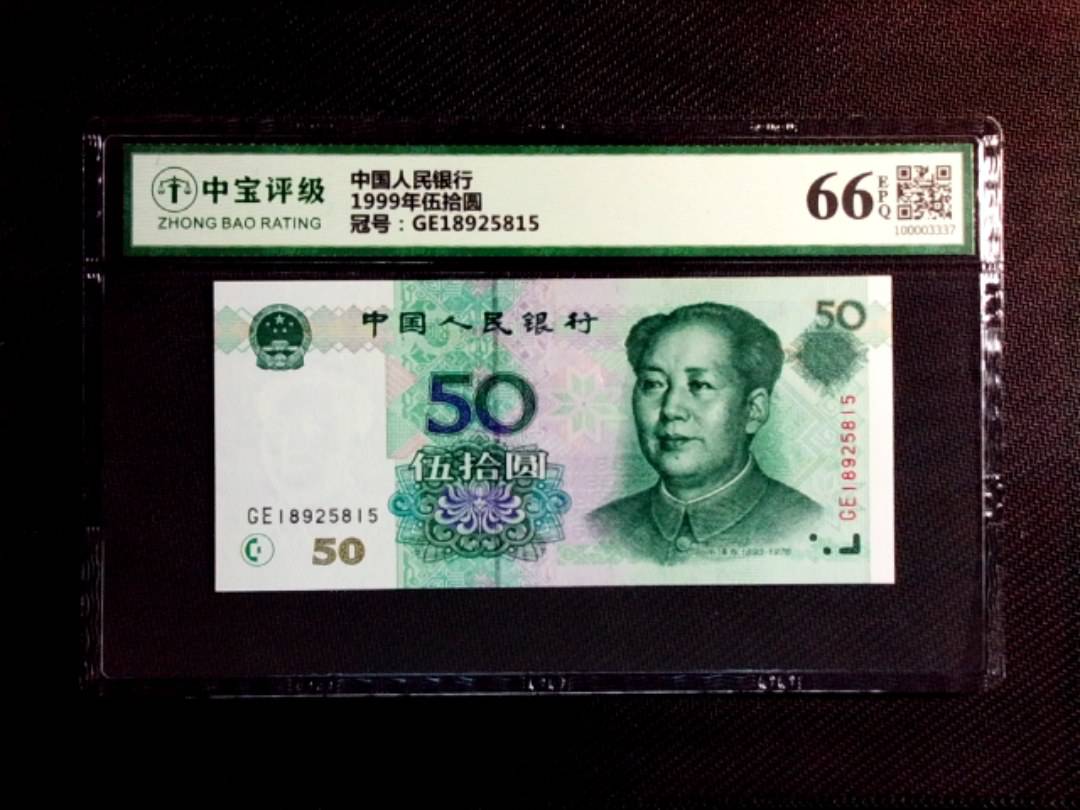 中宝评级
ZHONG BAO RATING
中国人民银行
1999年伍拾圆
冠号：GE18925815
66
EPQ
100003337
中国人民银行
50
50
伍拾圆
GE18925815
50
GE18925815